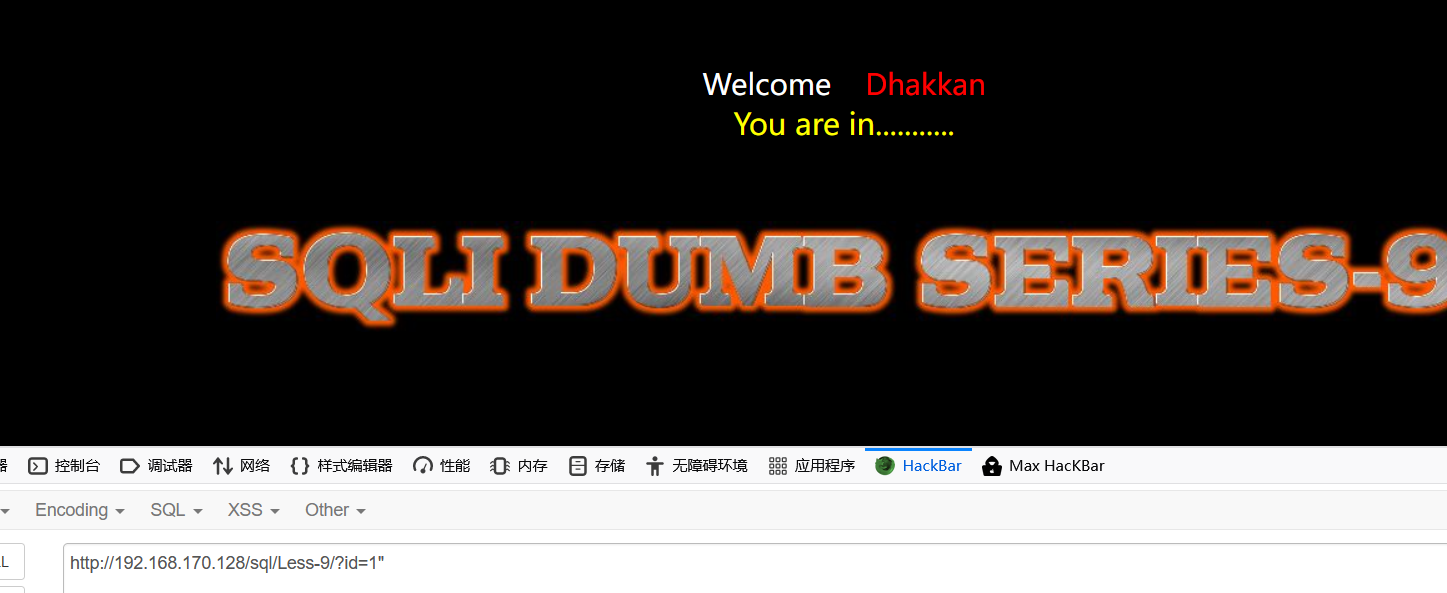 Welcome Dhakkan
You are in...........
SQLI DUMB SERIES-9
器 控制台 调试器 网络 样式编辑器 性能 内存 存储 无障碍环境 应用程序 HackBar Max HacKBar
Encoding SQL XSS Other
L http://192.168.170.128/sql/Less-9/?id=1"